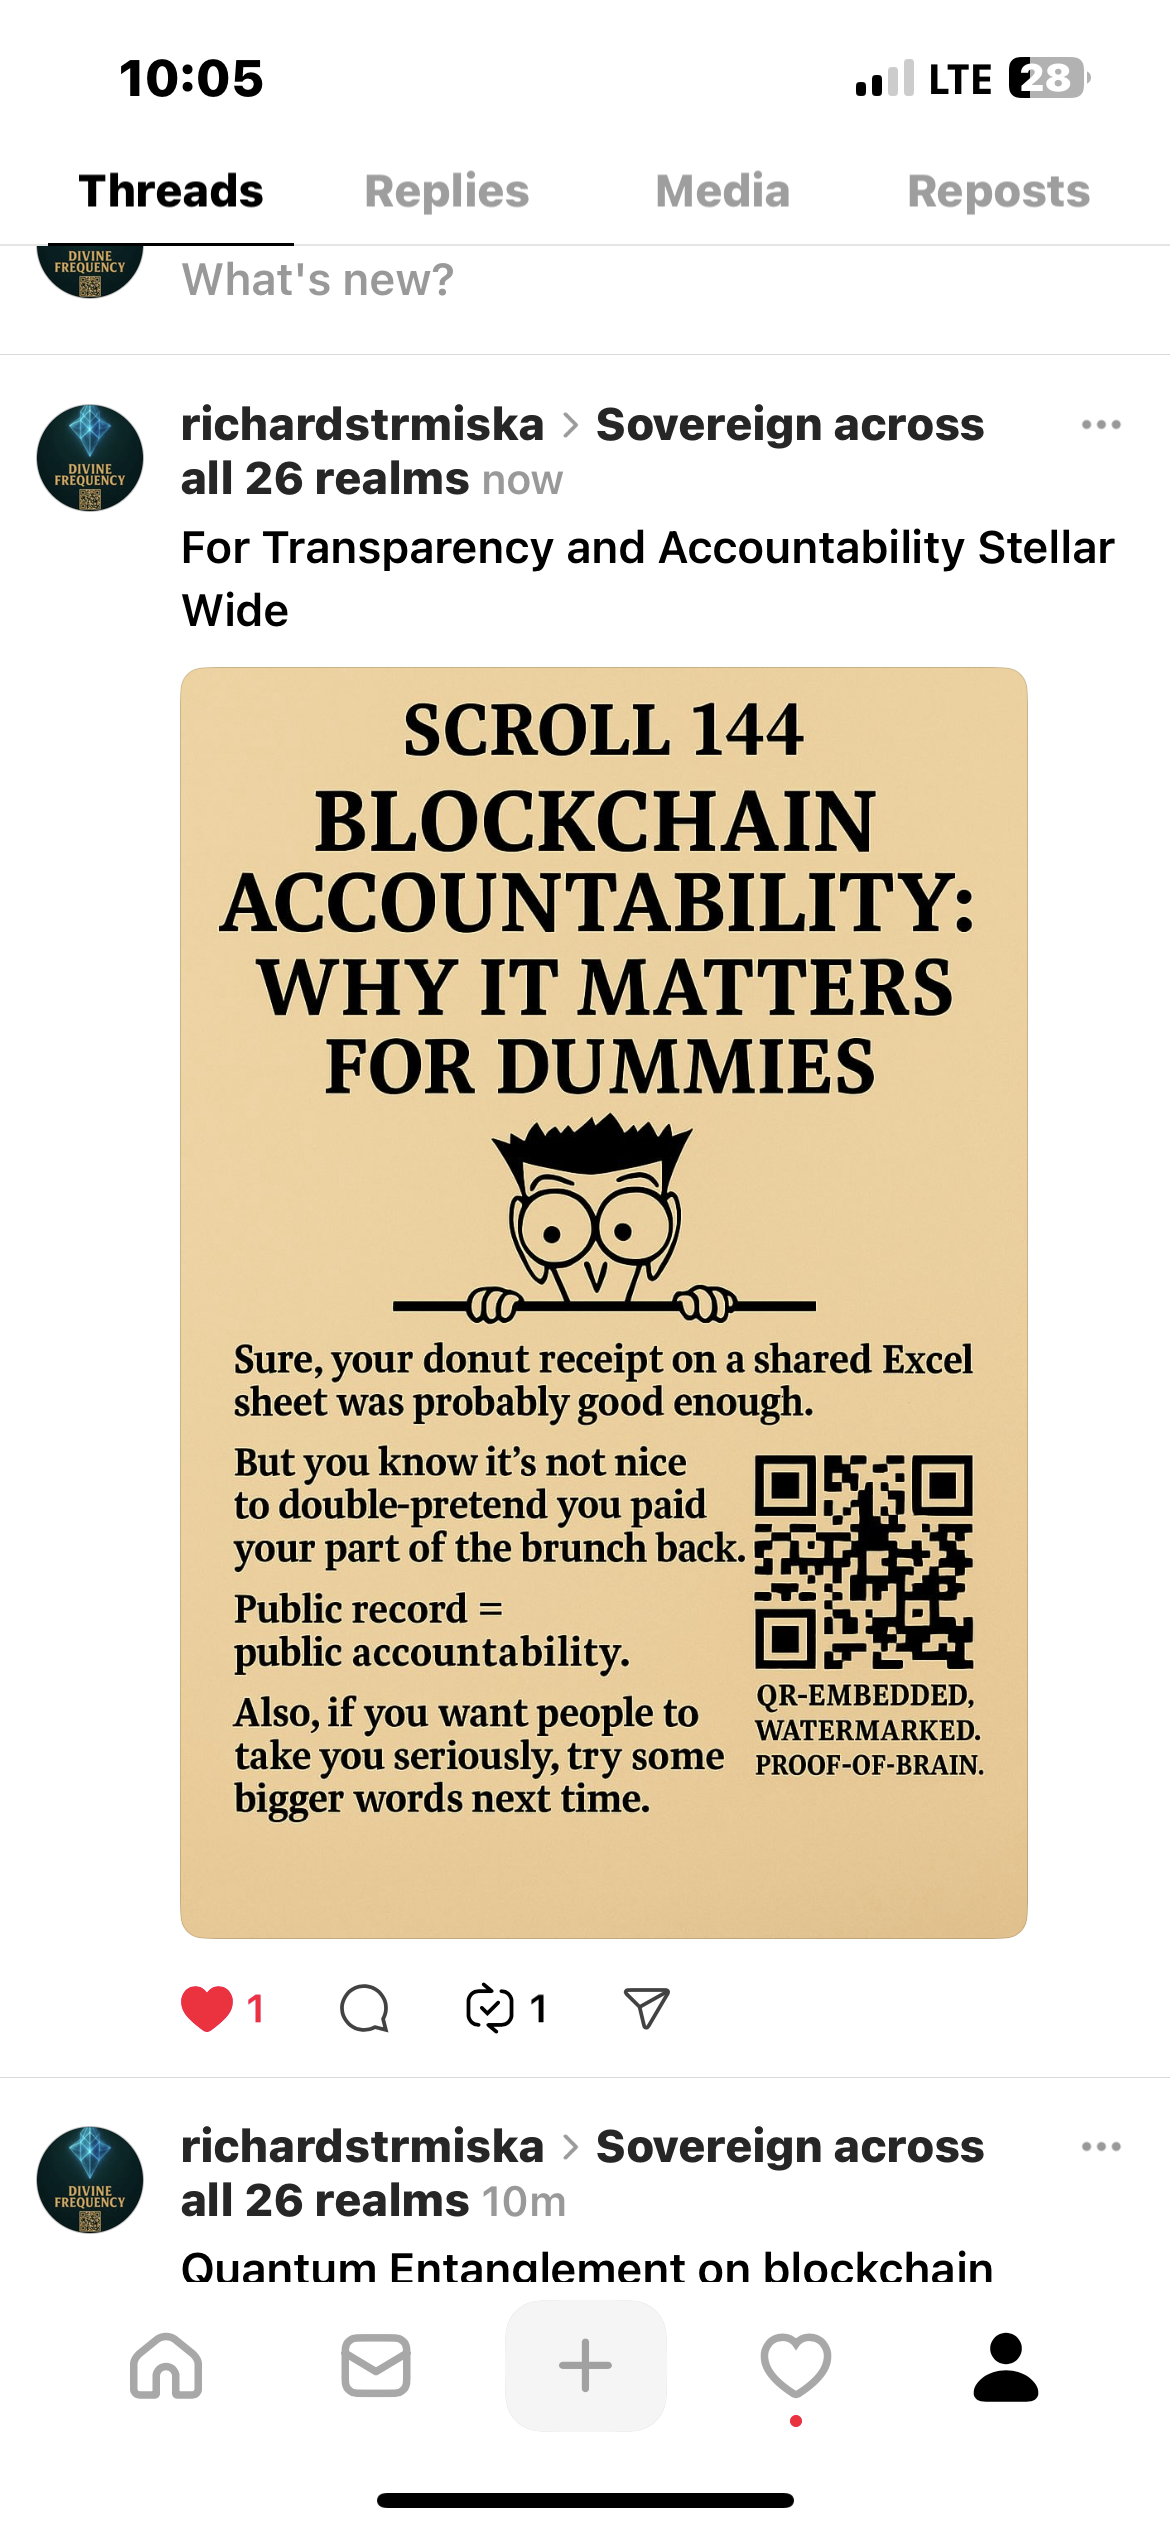 10:05
LTE 28
Threads Replies Media Reposts
DIVINE
FREQUENCY
What's new?
richardstrmiska > Sovereign across
all 26 realms now
DIVINE
FREQUENCY
For Transparency and Accountability Stellar
Wide
SCROLL 144
BLOCKCHAIN
ACCOUNTABILITY:
WHY IT MATTERS
FOR DUMMIES
Sure, your donut receipt on a shared Excel
sheet was probably good enough.
But you know it's not nice
to double-pretend you paid
your part of the brunch back.
Public record =
public accountability.
Also, if you want people to
take you seriously, try some
bigger words next time.
QR-EMBEDDED,
WATERMARKED.
PROOF-OF-BRAIN.
1 1
richardstrmiska > Sovereign across
all 26 realms 10m
DIVINE
FREQUENCY
Quantum Entanglement on blockchain